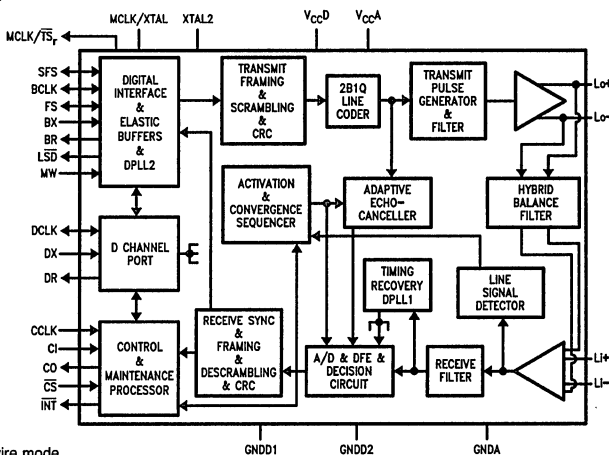 MCLK/XTAL XTAL2 VCCD VCCA
MCLK/TSr
SFS
BCLK
FS
BX
BR
LSD
MW
DIGITAL
INTERFACE
&
ELASTIC
BUFFERS
&
DPLL2
TRANSMIT
FRAMING
&
SCRAMBLING
&
CRC
2B1Q
LINE
CODER
TRANSMIT
PULSE
GENERATOR
&
FILTER
Lo+
Lo-
ACTIVATION
&
CONVERGENCE
SEQUENCER
ADAPTIVE
ECHO-
CANCELLER
HYBRID
BALANCE
FILTER
DCLK
DX
DR
D CHANNEL
PORT
TIMING
RECOVERY
DPLL1
LINE
SIGNAL
DETECTOR
CCLK
CI
CO
CS
INT
CONTROL
&
MAINTENANCE
PROCESSOR
RECEIVE SYNC
&
FRAMING
&
DESCRAMBLING
& CRC
A/D & DFE &
DECISION
CIRCUIT
RECEIVE
FILTER
Li+
Li-
GNDD1 GNDD2 GNDA
wire mode